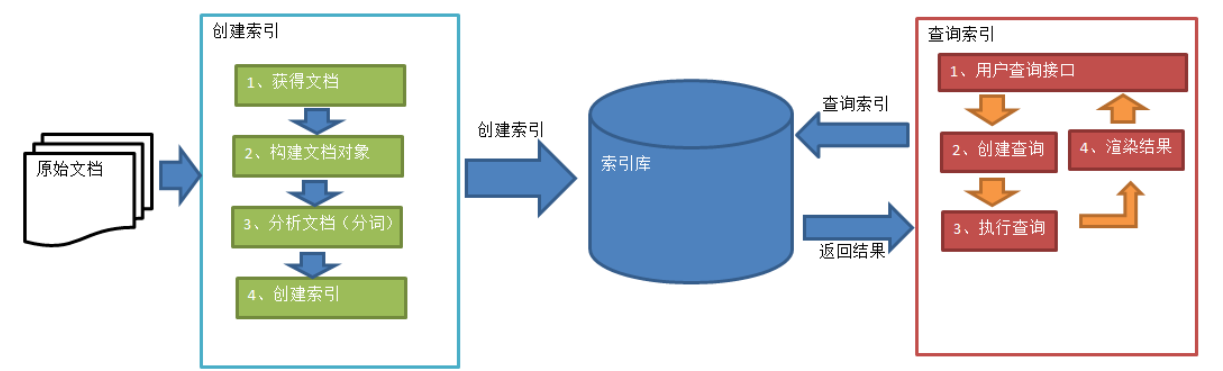 原始文档
创建索引
1、获得文档
2、构建文档对象
3、分析文档（分词）
4、创建索引
创建索引
索引库
查询索引
返回结果
查询索引
1、用户查询接口
2、创建查询
4、渲染结果
3、执行查询